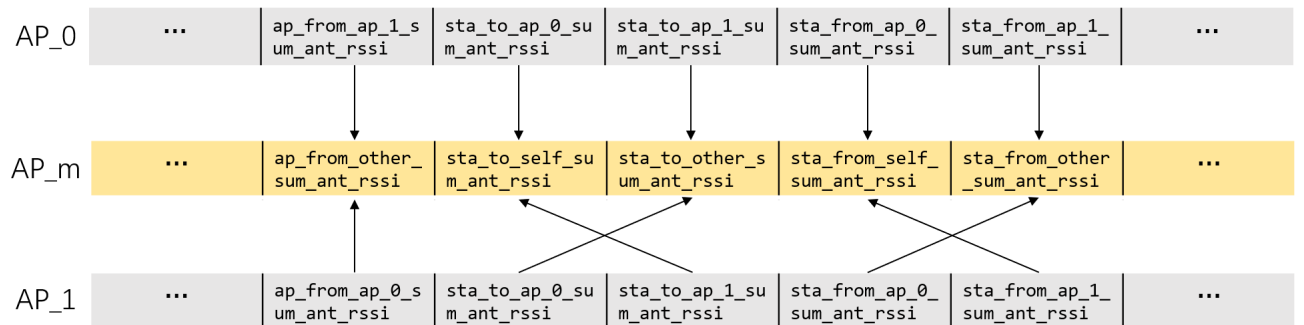 AP_0
...
ap_from_ap_1_s
um_ant_rssi
sta_to_ap_0_su
m_ant_rssi
sta_to_ap_1_su
m_ant_rssi
sta_from_ap_0_
sum_ant_rssi
sta_from_ap_1_
sum_ant_rssi
...
AP_m
...
ap_from_other_
sum_ant_rssi
sta_to_self_su
m_ant_rssi
sta_to_other_s
um_ant_rssi
sta_from_self_
sum_ant_rssi
sta_from_other
_sum_ant_rssi
...
AP_1
...
ap_from_ap_0_s
um_ant_rssi
sta_to_ap_0_su
m_ant_rssi
sta_to_ap_1_su
m_ant_rssi
sta_from_ap_0_
sum_ant_rssi
sta_from_ap_1_
sum_ant_rssi
...